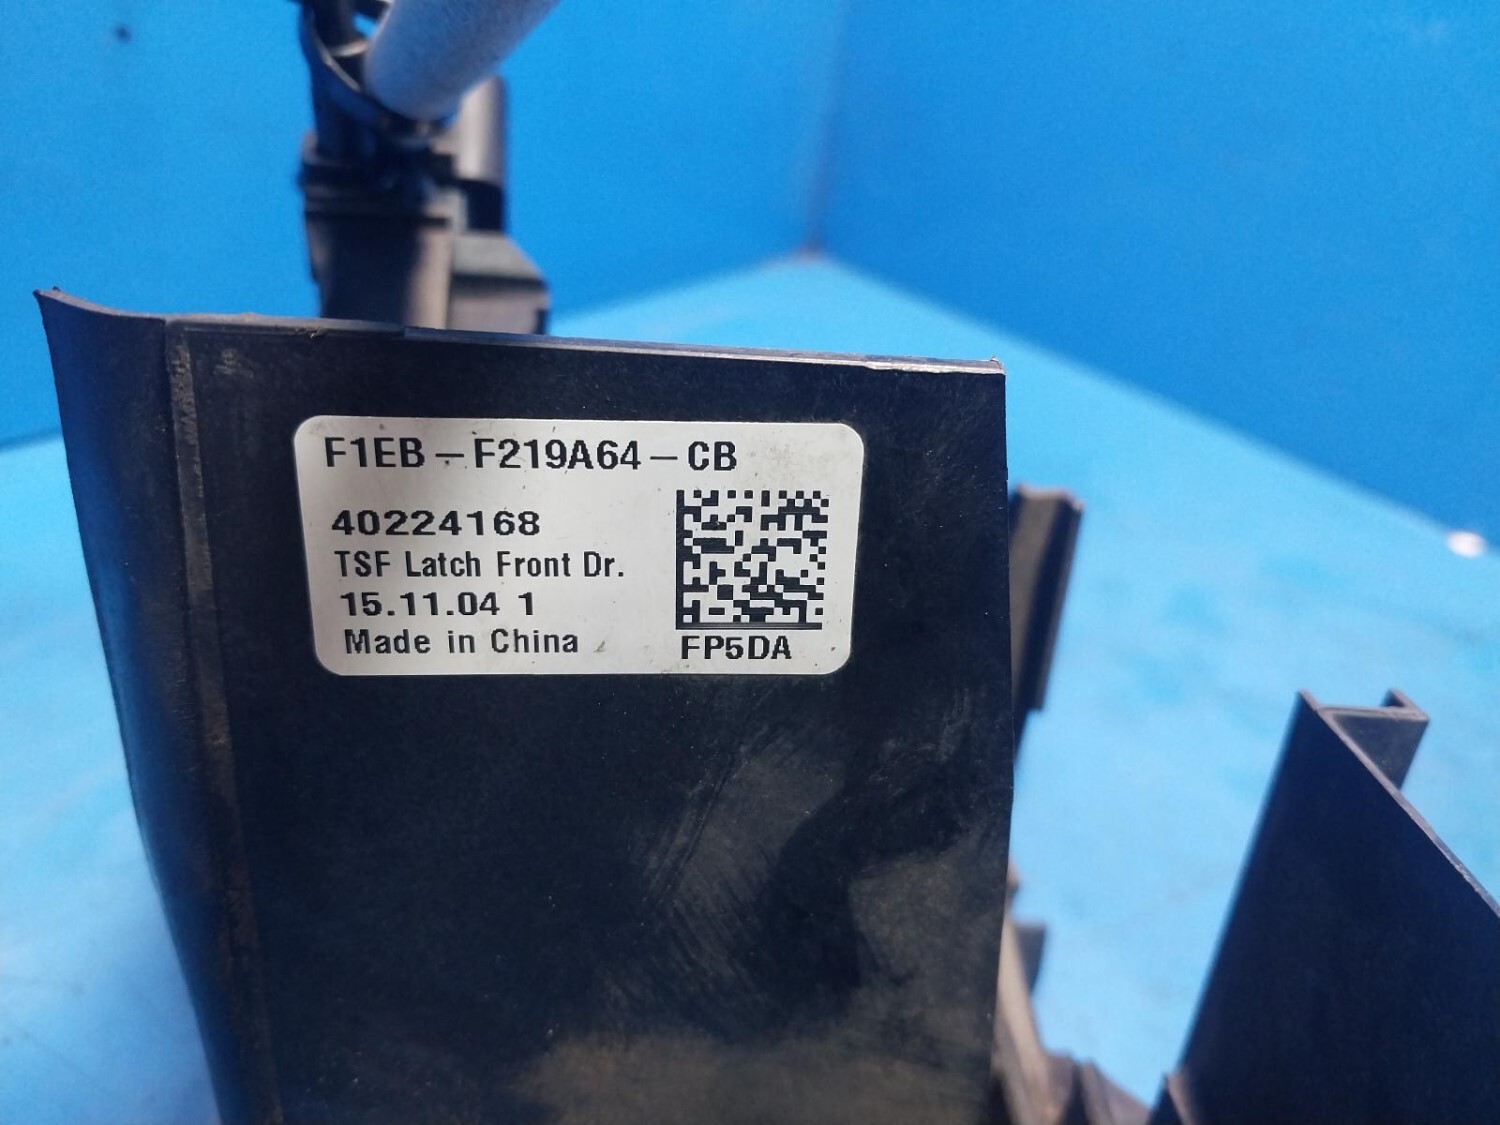 F1EB-F219A64-CB
40224168
TSF Latch Front Dr.
15.11.04 1
Made in China
FP5DA